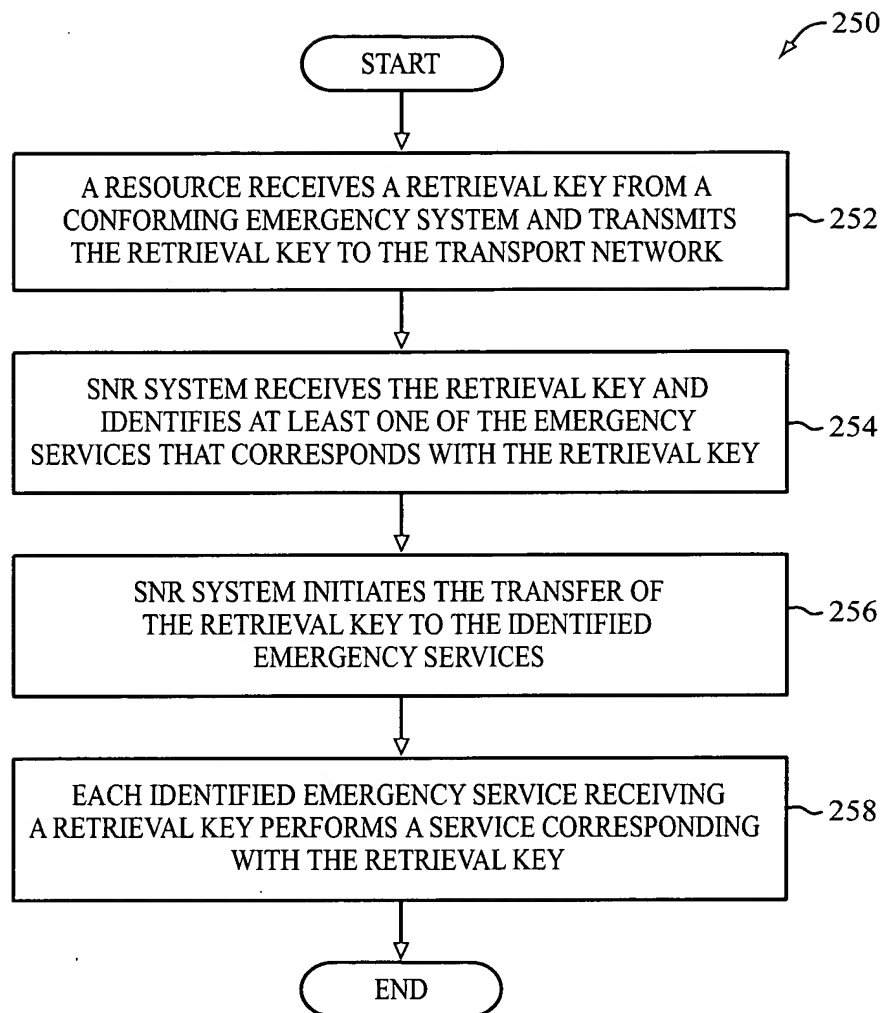 250
START
A RESOURCE RECEIVES A RETRIEVAL KEY FROM A
CONFORMING EMERGENCY SYSTEM AND TRANSMITS
THE RETRIEVAL KEY TO THE TRANSPORT NETWORK
252
SNR SYSTEM RECEIVES THE RETRIEVAL KEY AND
IDENTIFIES AT LEAST ONE OF THE EMERGENCY
SERVICES THAT CORRESPONDS WITH THE RETRIEVAL KEY
254
SNR SYSTEM INITIATES THE TRANSFER OF
THE RETRIEVAL KEY TO THE IDENTIFIED
EMERGENCY SERVICES
256
EACH IDENTIFIED EMERGENCY SERVICE RECEIVING
A RETRIEVAL KEY PERFORMS A SERVICE CORRESPONDING
WITH THE RETRIEVAL KEY
258
END